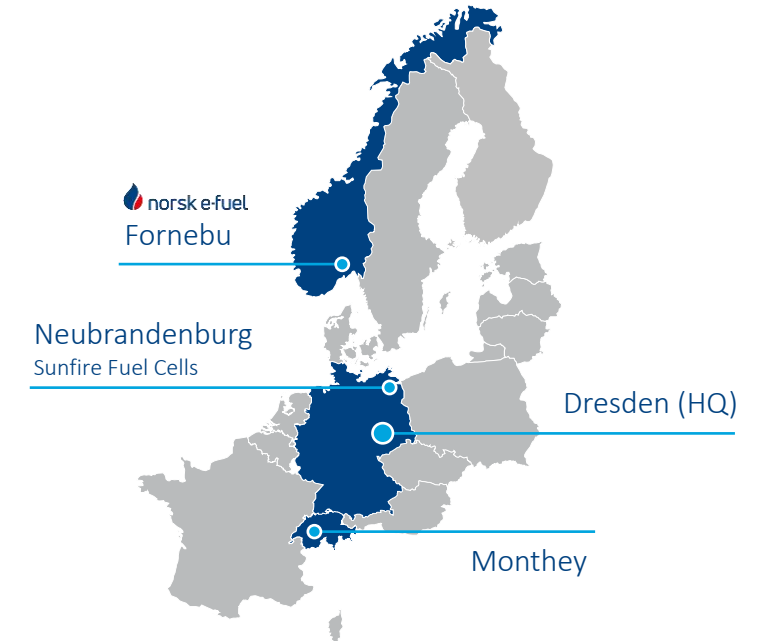 norsk e-fuel
Fornebu
Neubrandenburg
Sunfire Fuel Cells
Dresden (HQ)
Monthey